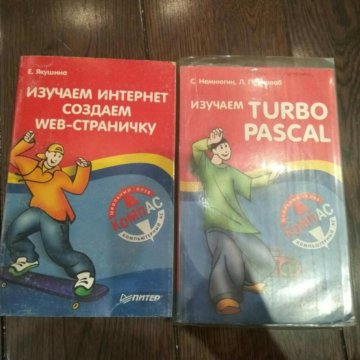 Е. Якушина
ИЗУЧАЕМ ИНТЕРНЕТ
СОЗДАЕМ
WEB-СТРАНИЧКУ
КОМПАС
ПИТЕР
С. Немнюгин, Л.
ИЗУЧАЕМ TURBO
PASCAL
КОМПАС